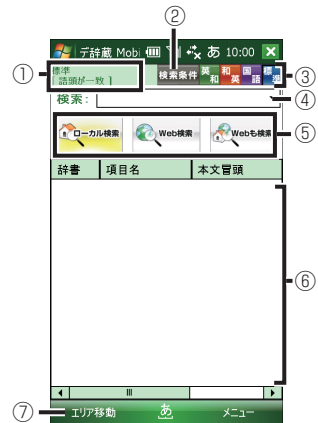 ②
デ辞蔵 Mobi あ 10:00
①
標準
[ 語頭が一致 ]
検索条件 英和 和英 国語 標準
③
検索:
④
ローカル検索 Web検索 Webも検索
⑤
辞書 項目名 本文冒頭
⑥
⑦
エリア移動 あ メニュー